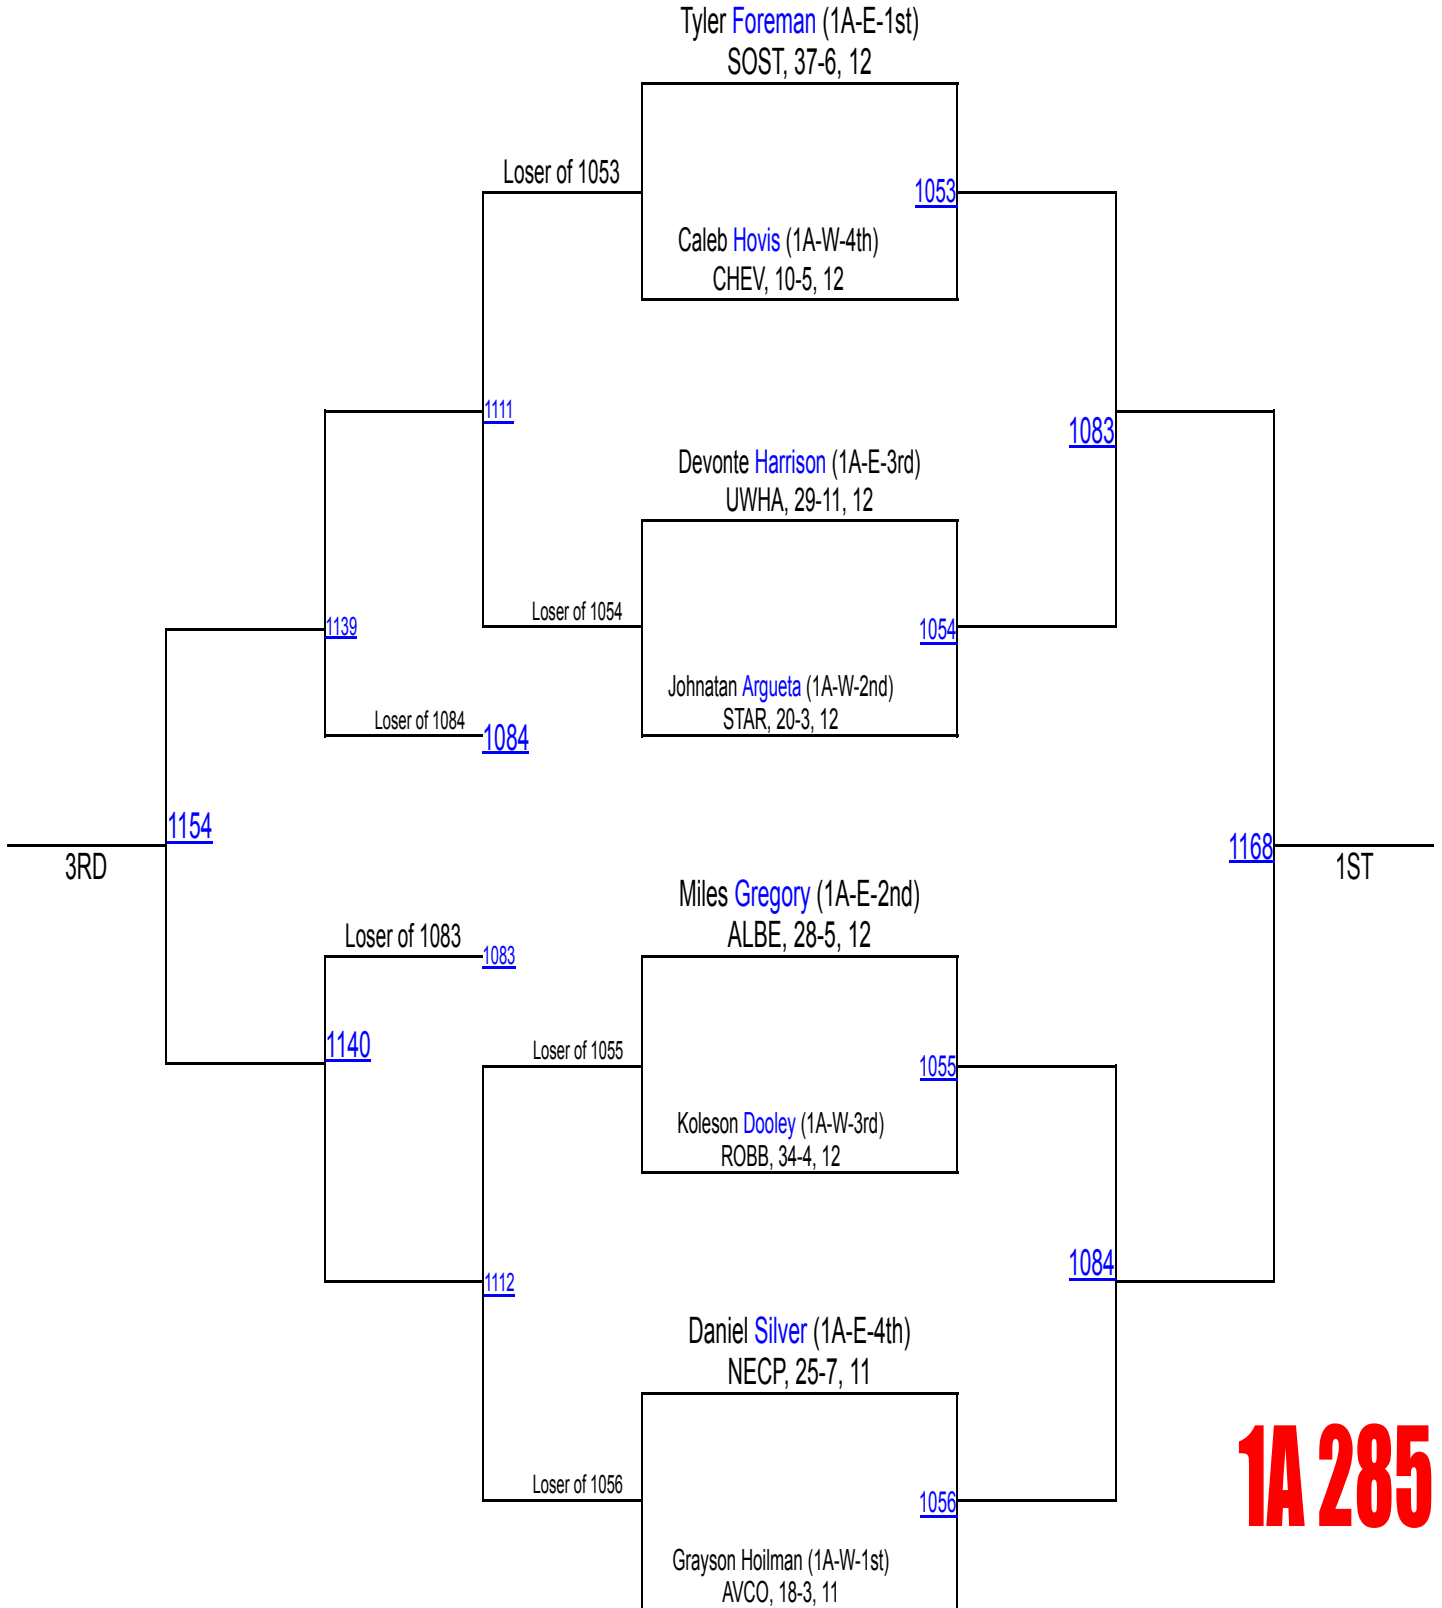 Tyler Foreman (1A-E-1st)
SOST, 37-6, 12
Loser of 1053
1053
Caleb Hovis (1A-W-4th)
CHEV, 10-5, 12
1111
1083
Devonte Harrison (1A-E-3rd)
UWHA, 29-11, 12
Loser of 1054
1139
1054
Johnatan Argueta (1A-W-2nd)
STAR, 20-3, 12
Loser of 1084
1084
1154
1168
3RD
1ST
Miles Gregory (1A-E-2nd)
ALBE, 28-5, 12
Loser of 1083
1083
1140
Loser of 1055
1055
Koleson Dooley (1A-W-3rd)
ROBB, 34-4, 12
1084
1112
Daniel Silver (1A-E-4th)
NECP, 25-7, 11
1A 285
Loser of 1056
1056
Grayson Hoilman (1A-W-1st)
AVCO, 18-3, 11